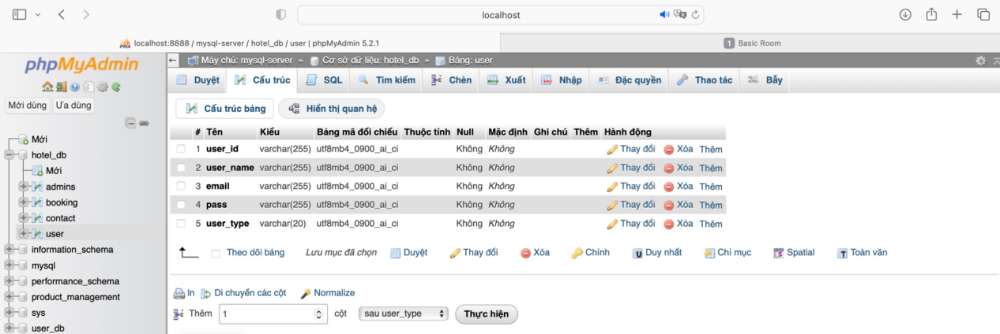 localhost
localhost:8888 / mysql-server / hotel_db / user | phpMyAdmin 5.2.1
1 Basic Room
phpMyAdmin
Mới dùng Ưa dùng
Mới
hotel_db
Mới
admins
booking
contact
user
information_schema
mysql
performance_schema
product_management
sys
user_db
Máy chủ: mysql-server » Cơ sở dữ liệu: hotel_db » Bảng: user
Duyệt Cấu trúc SQL Tìm kiếm Chèn Xuất Nhập Đặc quyền Thao tác Bẫy
Cấu trúc bảng Hiển thị quan hệ
# Tên Kiểu Bảng mã đối chiếu Thuộc tính Null Mặc định Ghi chú Thêm Hành động
1 user_id varchar(255) utf8mb4_0900_ai_ci Không Không Thay đổi Xóa Thêm
2 user_name varchar(255) utf8mb4_0900_ai_ci Không Không Thay đổi Xóa Thêm
3 email varchar(255) utf8mb4_0900_ai_ci Không Không Thay đổi Xóa Thêm
4 pass varchar(255) utf8mb4_0900_ai_ci Không Không Thay đổi Xóa Thêm
5 user_type varchar(20) utf8mb4_0900_ai_ci Không Không Thay đổi Xóa Thêm
Theo dõi bảng Lưu mục đã chọn Duyệt Thay đổi Xóa Chính Duy nhất Chỉ mục Spatial Toàn văn
In Di chuyển các cột Normalize
Thêm 1 cột sau user_type Thực hiện